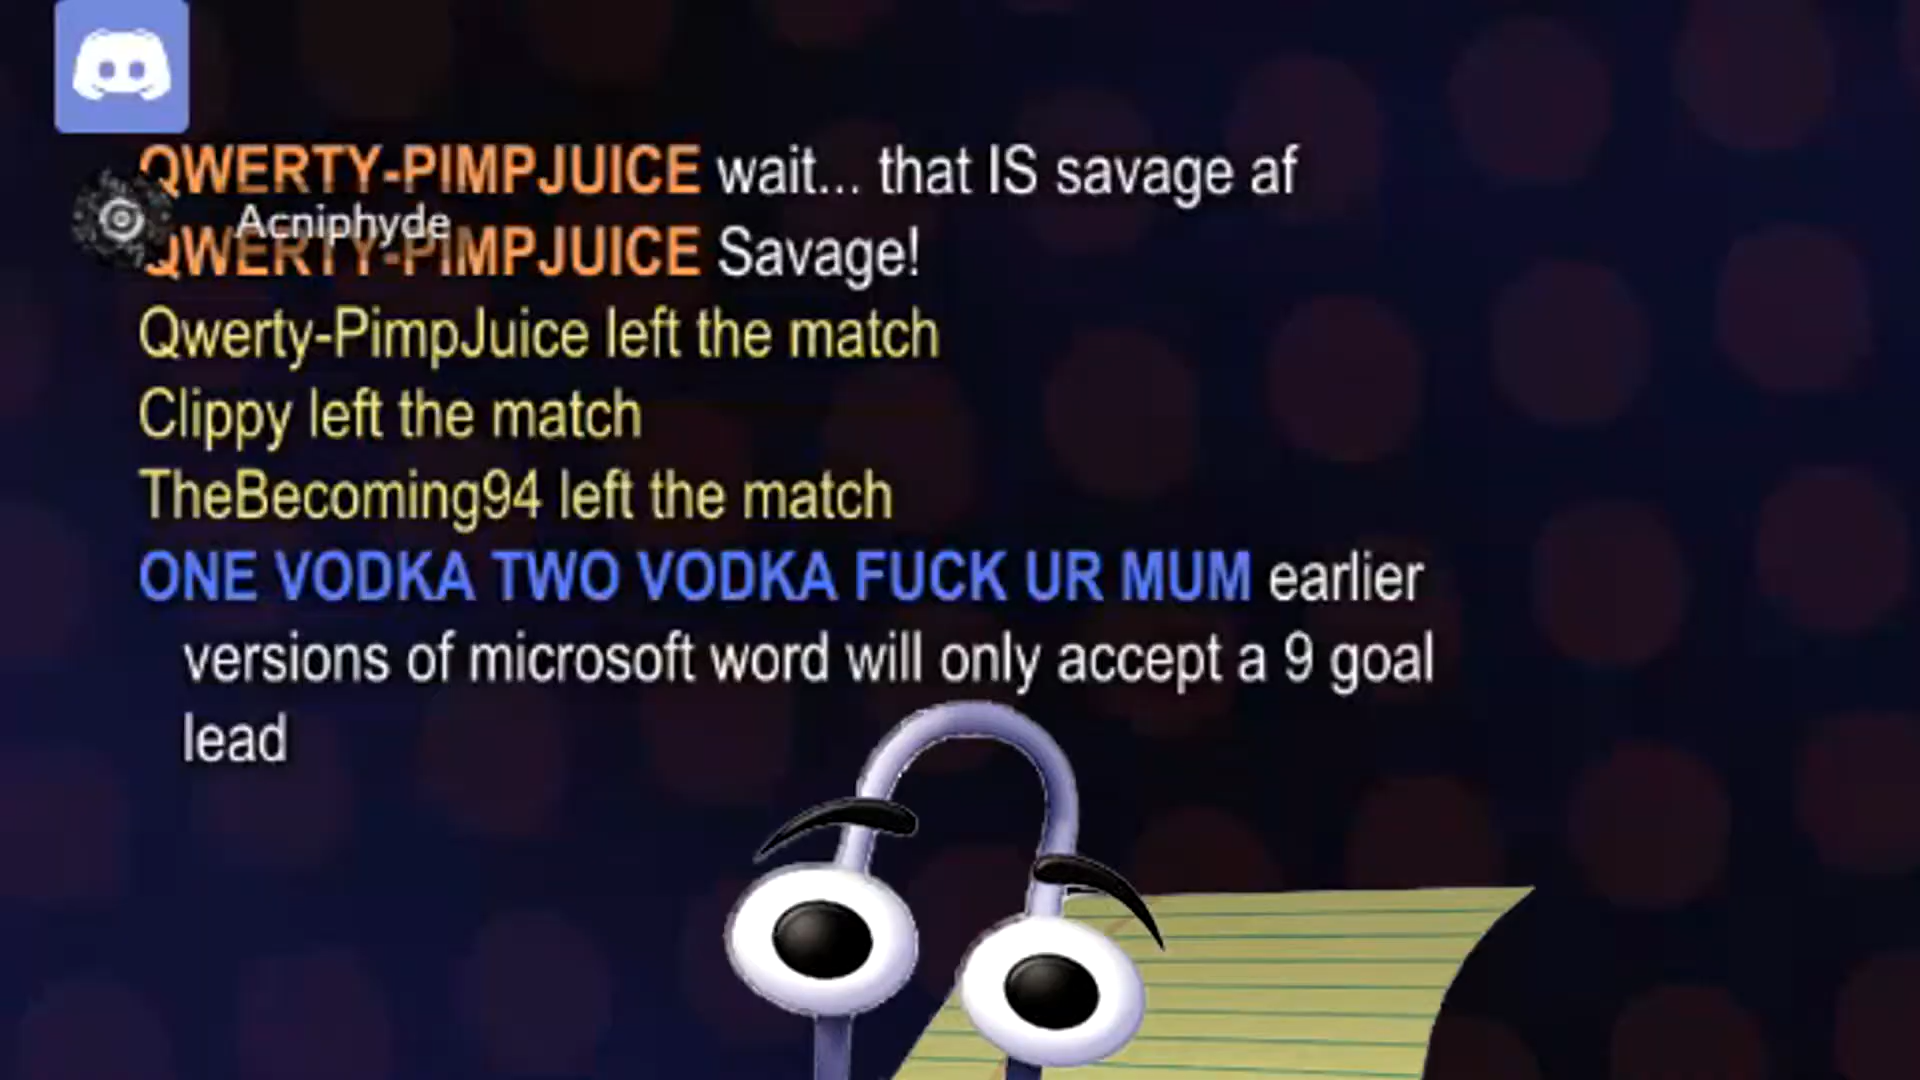 QWERTY-PIMPJUICE wait... that IS savage af
Acniphyde
QWERTY-PIMPJUICE Savage!
Qwerty-PimpJuice left the match
Clippy left the match
TheBecoming94 left the match
ONE VODKA TWO VODKA FUCK UR MUM earlier
versions of microsoft word will only accept a 9 goal
lead